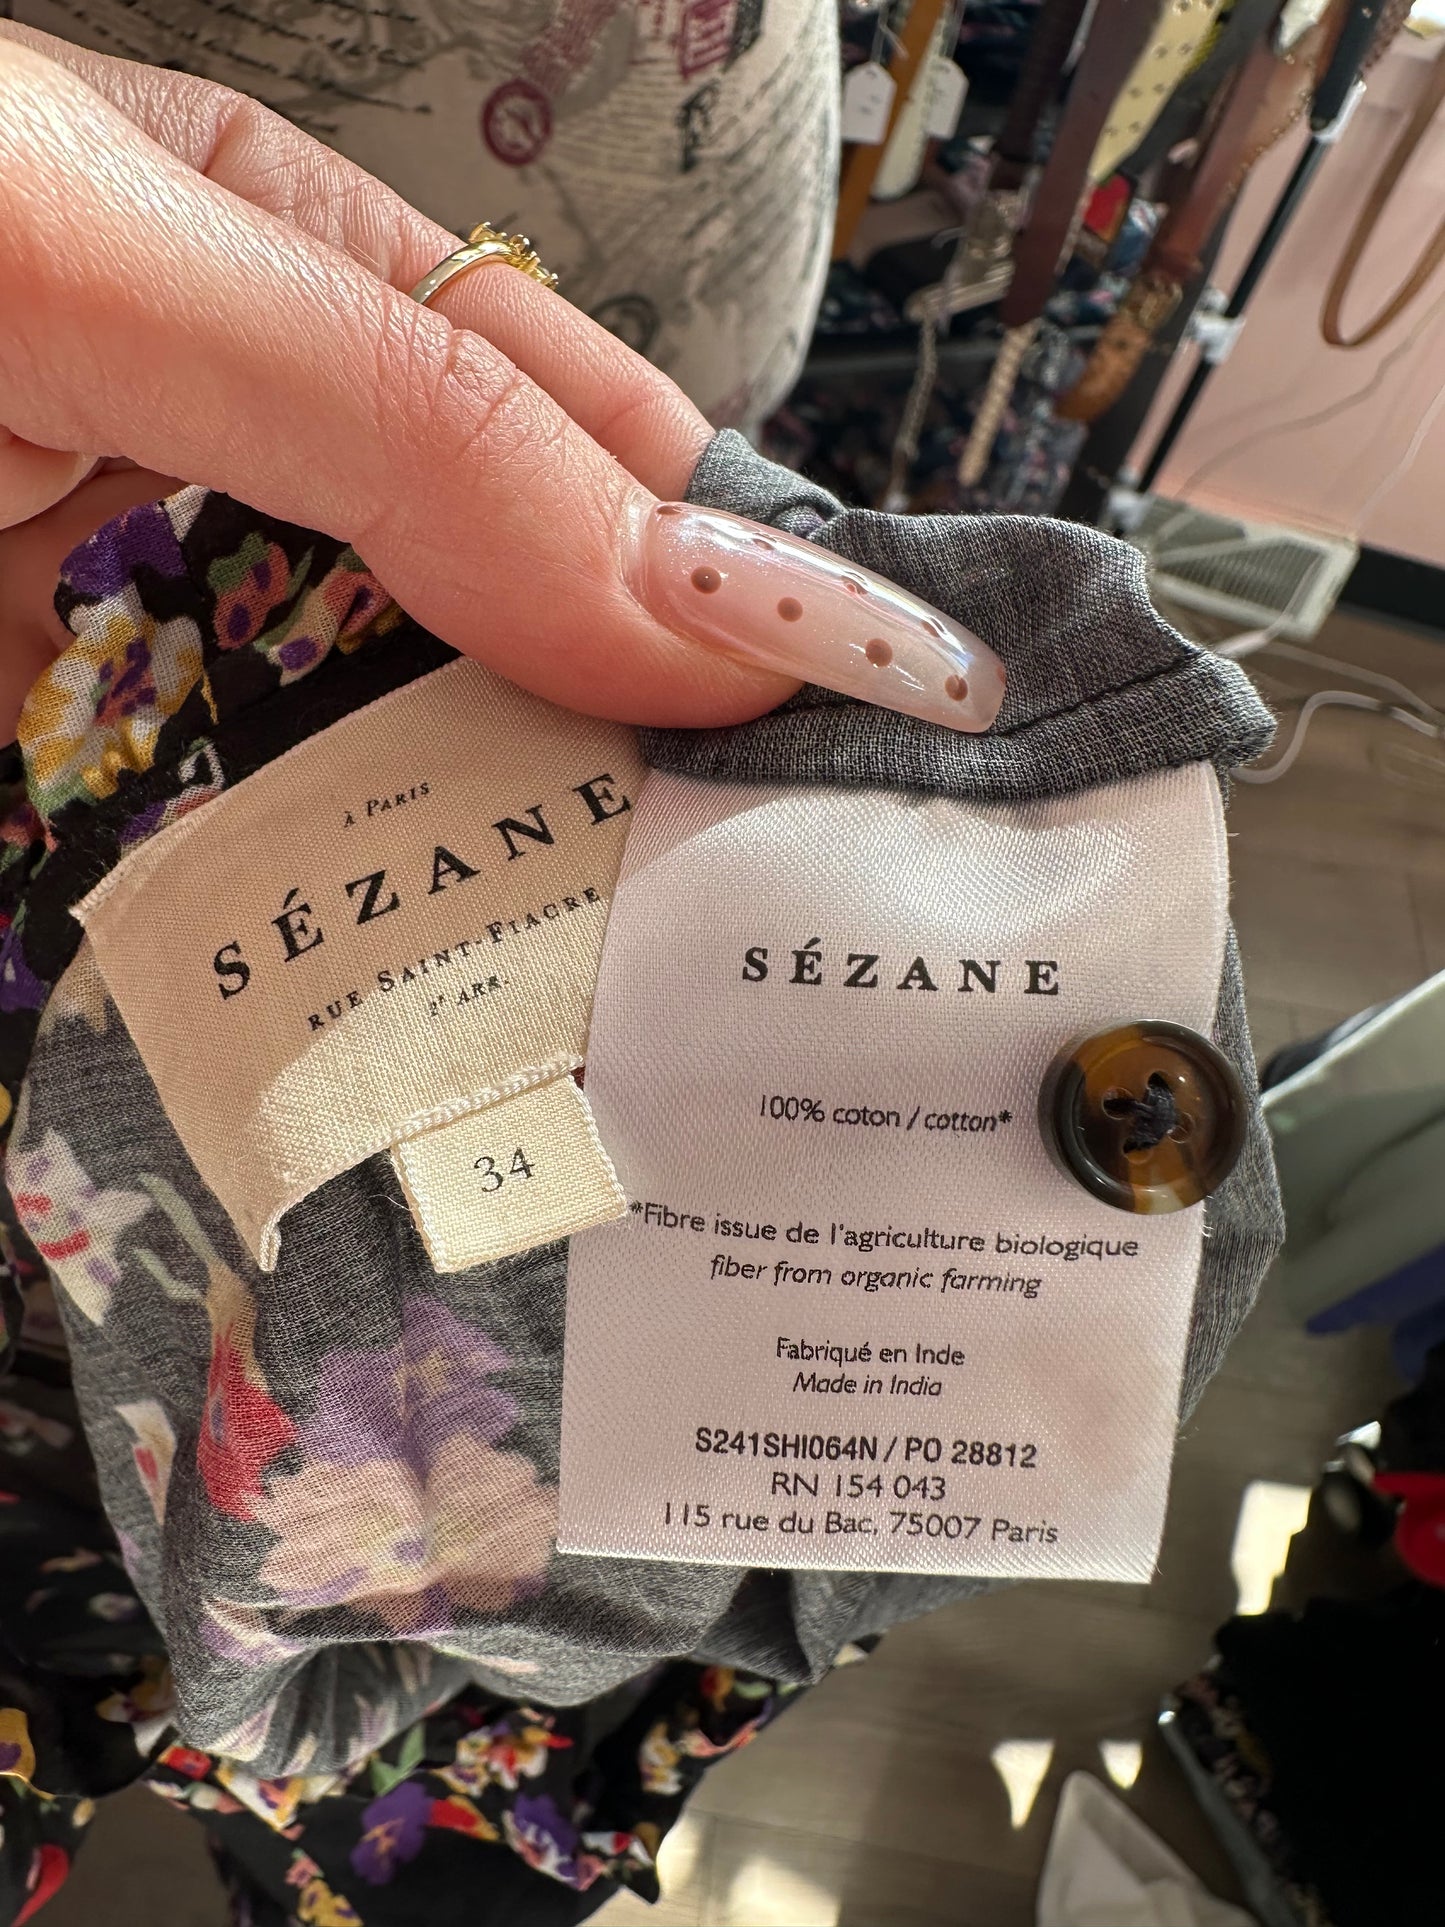 À PARIS
SÉZANE
RUE SAINT-FIACRE
2ᵉ ARR.
34
SÉZANE
100% coton / cotton*
*Fibre issue de l'agriculture biologique
fiber from organic farming
Fabriqué en Inde
Made in India
S241SHI064N / PO 28812
RN 154 043
115 rue du Bac, 75007 Paris